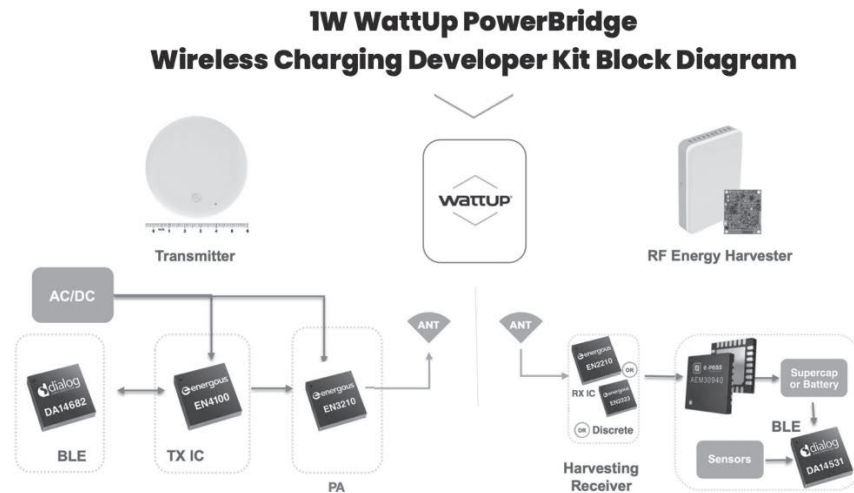 1W WattUp PowerBridge
Wireless Charging Developer Kit Block Diagram
WATTUP
Transmitter
RF Energy Harvester
AC/DC
ANT
ANT
dialog
DA14682
energous
EN4100
energous
EN3210
energous
EN2210
OR
RX IC
energous
EN2223
OR Discrete
e-peas
AEM30940
Supercap
or Battery
BLE
TX IC
PA
Harvesting
Receiver
Sensors
BLE
dialog
DA14531